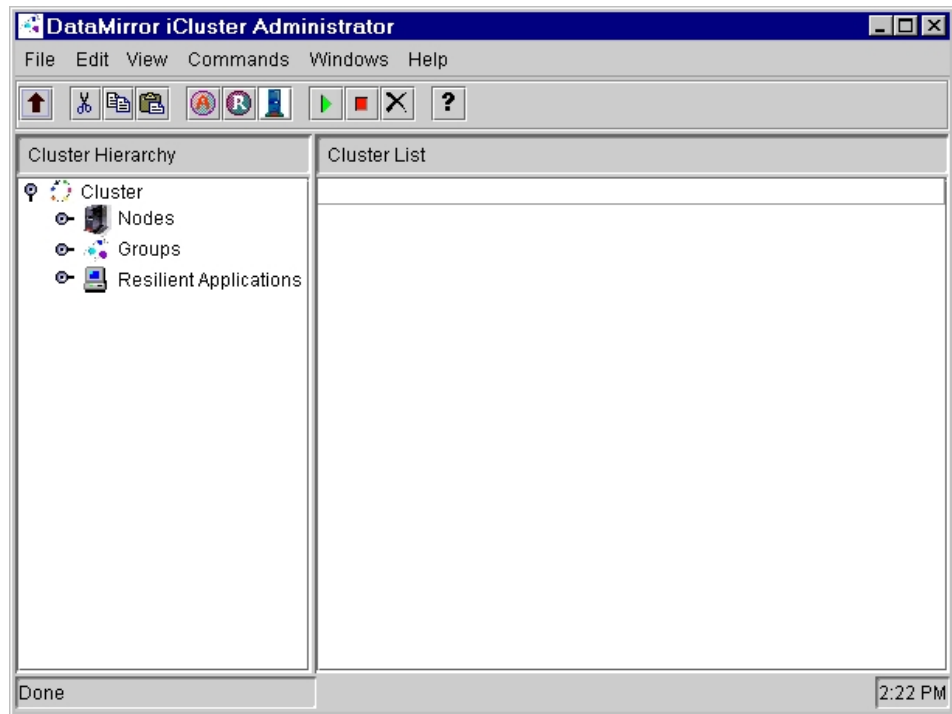 DataMirror iCluster Administrator
File Edit View Commands Windows Help
A R ?
Cluster Hierarchy
Cluster List
Cluster
Nodes
Groups
Resilient Applications
Done
2:22 PM